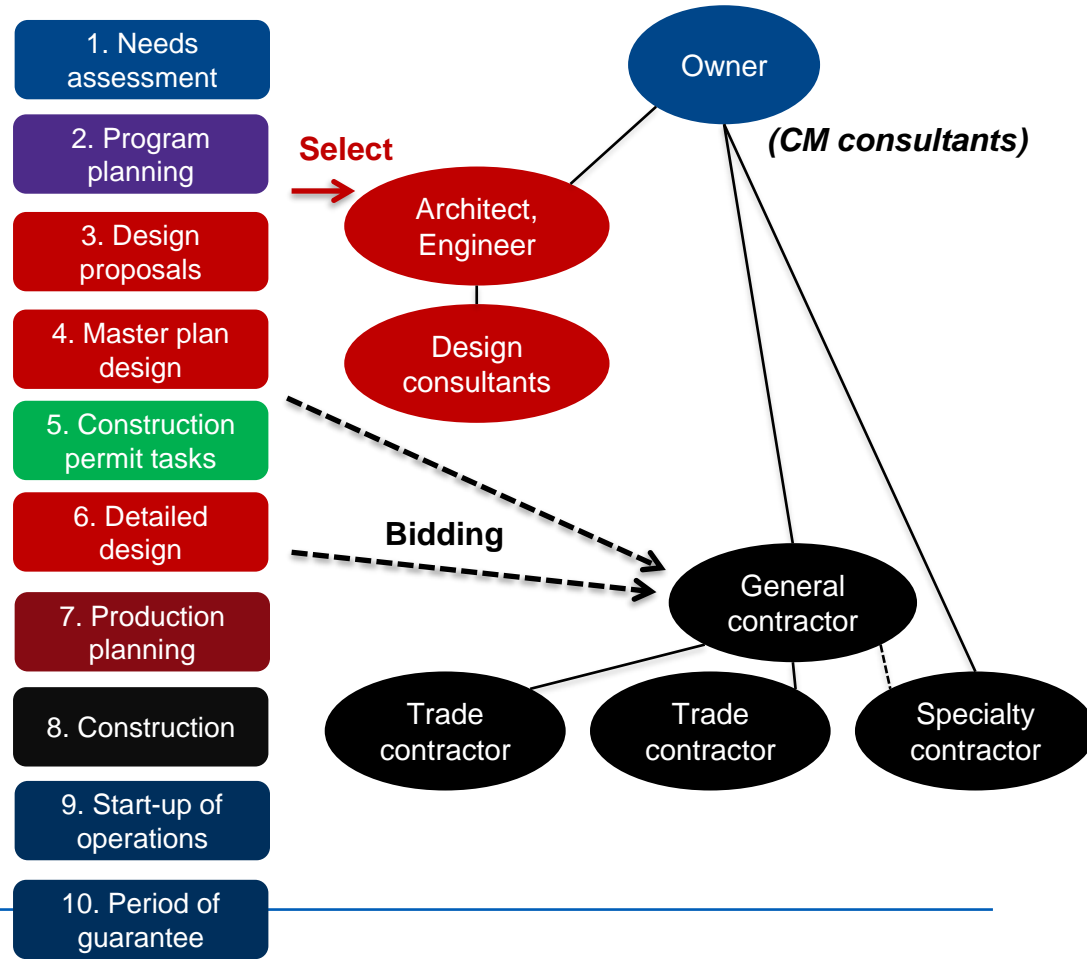 1. Needs
assessment
2. Program
planning
3. Design
proposals
4. Master plan
design
5. Construction
permit tasks
6. Detailed
design
7. Production
planning
8. Construction
9. Start-up of
operations
10. Period of
guarantee
Owner
(CM consultants)
Select
Architect,
Engineer
Design
consultants
Bidding
General
contractor
Trade
contractor
Trade
contractor
Specialty
contractor